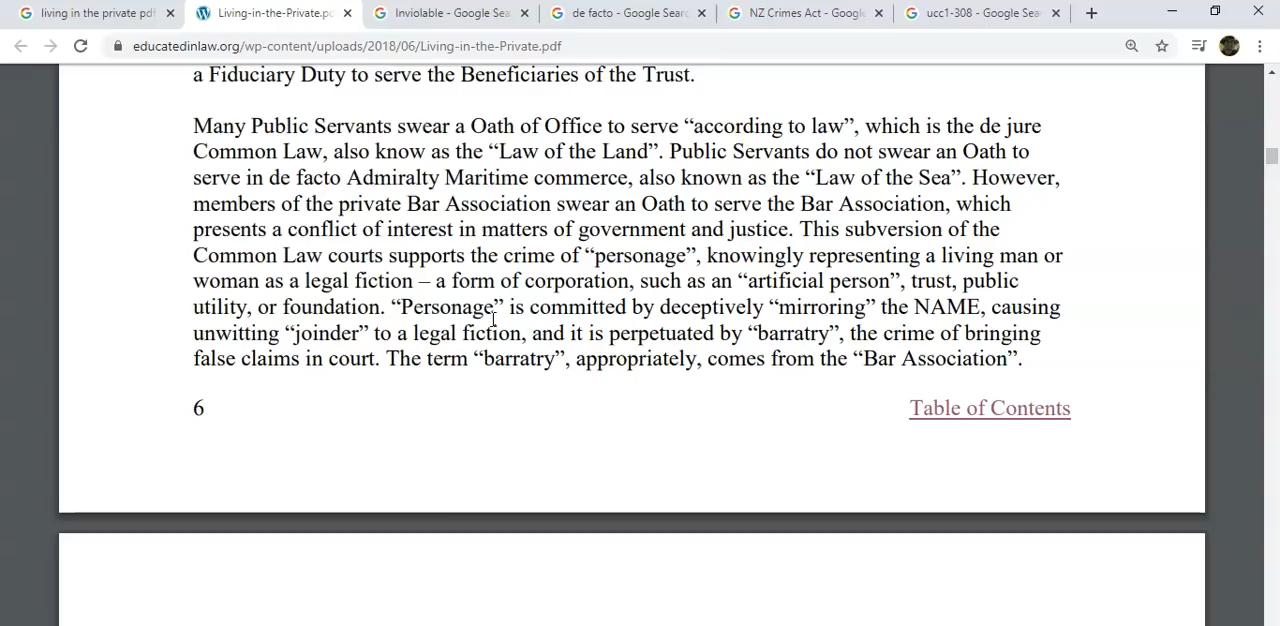 living in the private pdf
Living-in-the-Private.pd
Inviolable - Google Sea
de facto - Google Searc
NZ Crimes Act - Google
ucc1-308 - Google Sea
educatedinlaw.org/wp-content/uploads/2018/06/Living-in-the-Private.pdf
a Fiduciary Duty to serve the Beneficiaries of the Trust.
Many Public Servants swear a Oath of Office to serve “according to law”, which is the de jure
Common Law, also know as the “Law of the Land”. Public Servants do not swear an Oath to
serve in de facto Admiralty Maritime commerce, also known as the “Law of the Sea”. However,
members of the private Bar Association swear an Oath to serve the Bar Association, which
presents a conflict of interest in matters of government and justice. This subversion of the
Common Law courts supports the crime of “personage”, knowingly representing a living man or
woman as a legal fiction – a form of corporation, such as an “artificial person”, trust, public
utility, or foundation. “Personage” is committed by deceptively “mirroring” the NAME, causing
unwitting “joinder” to a legal fiction, and it is perpetuated by “barratry”, the crime of bringing
false claims in court. The term “barratry”, appropriately, comes from the “Bar Association”.
6
Table of Contents